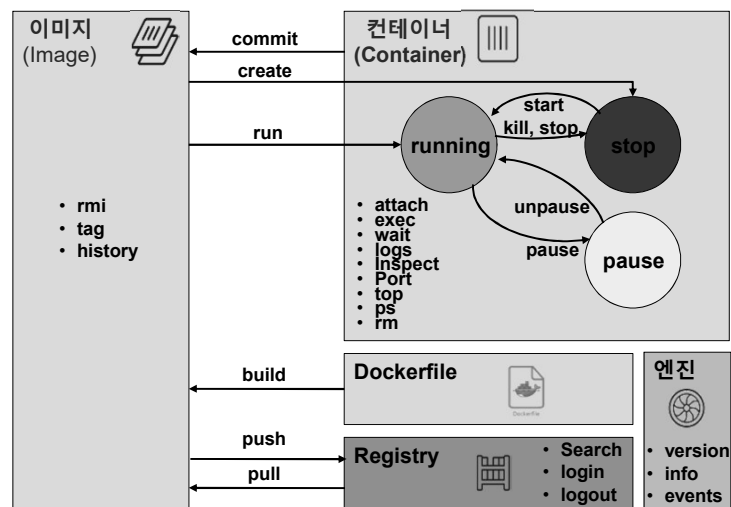 이미지
(Image)
• rmi
• tag
• history
commit
create
run
컨테이너
(Container)
start
kill, stop
running
stop
unpause
pause
pause
• attach
• exec
• wait
• logs
• Inspect
• Port
• top
• ps
• rm
build
Dockerfile
Dockerfile
push
pull
Registry
• Search
• login
• logout
엔진
• version
• info
• events